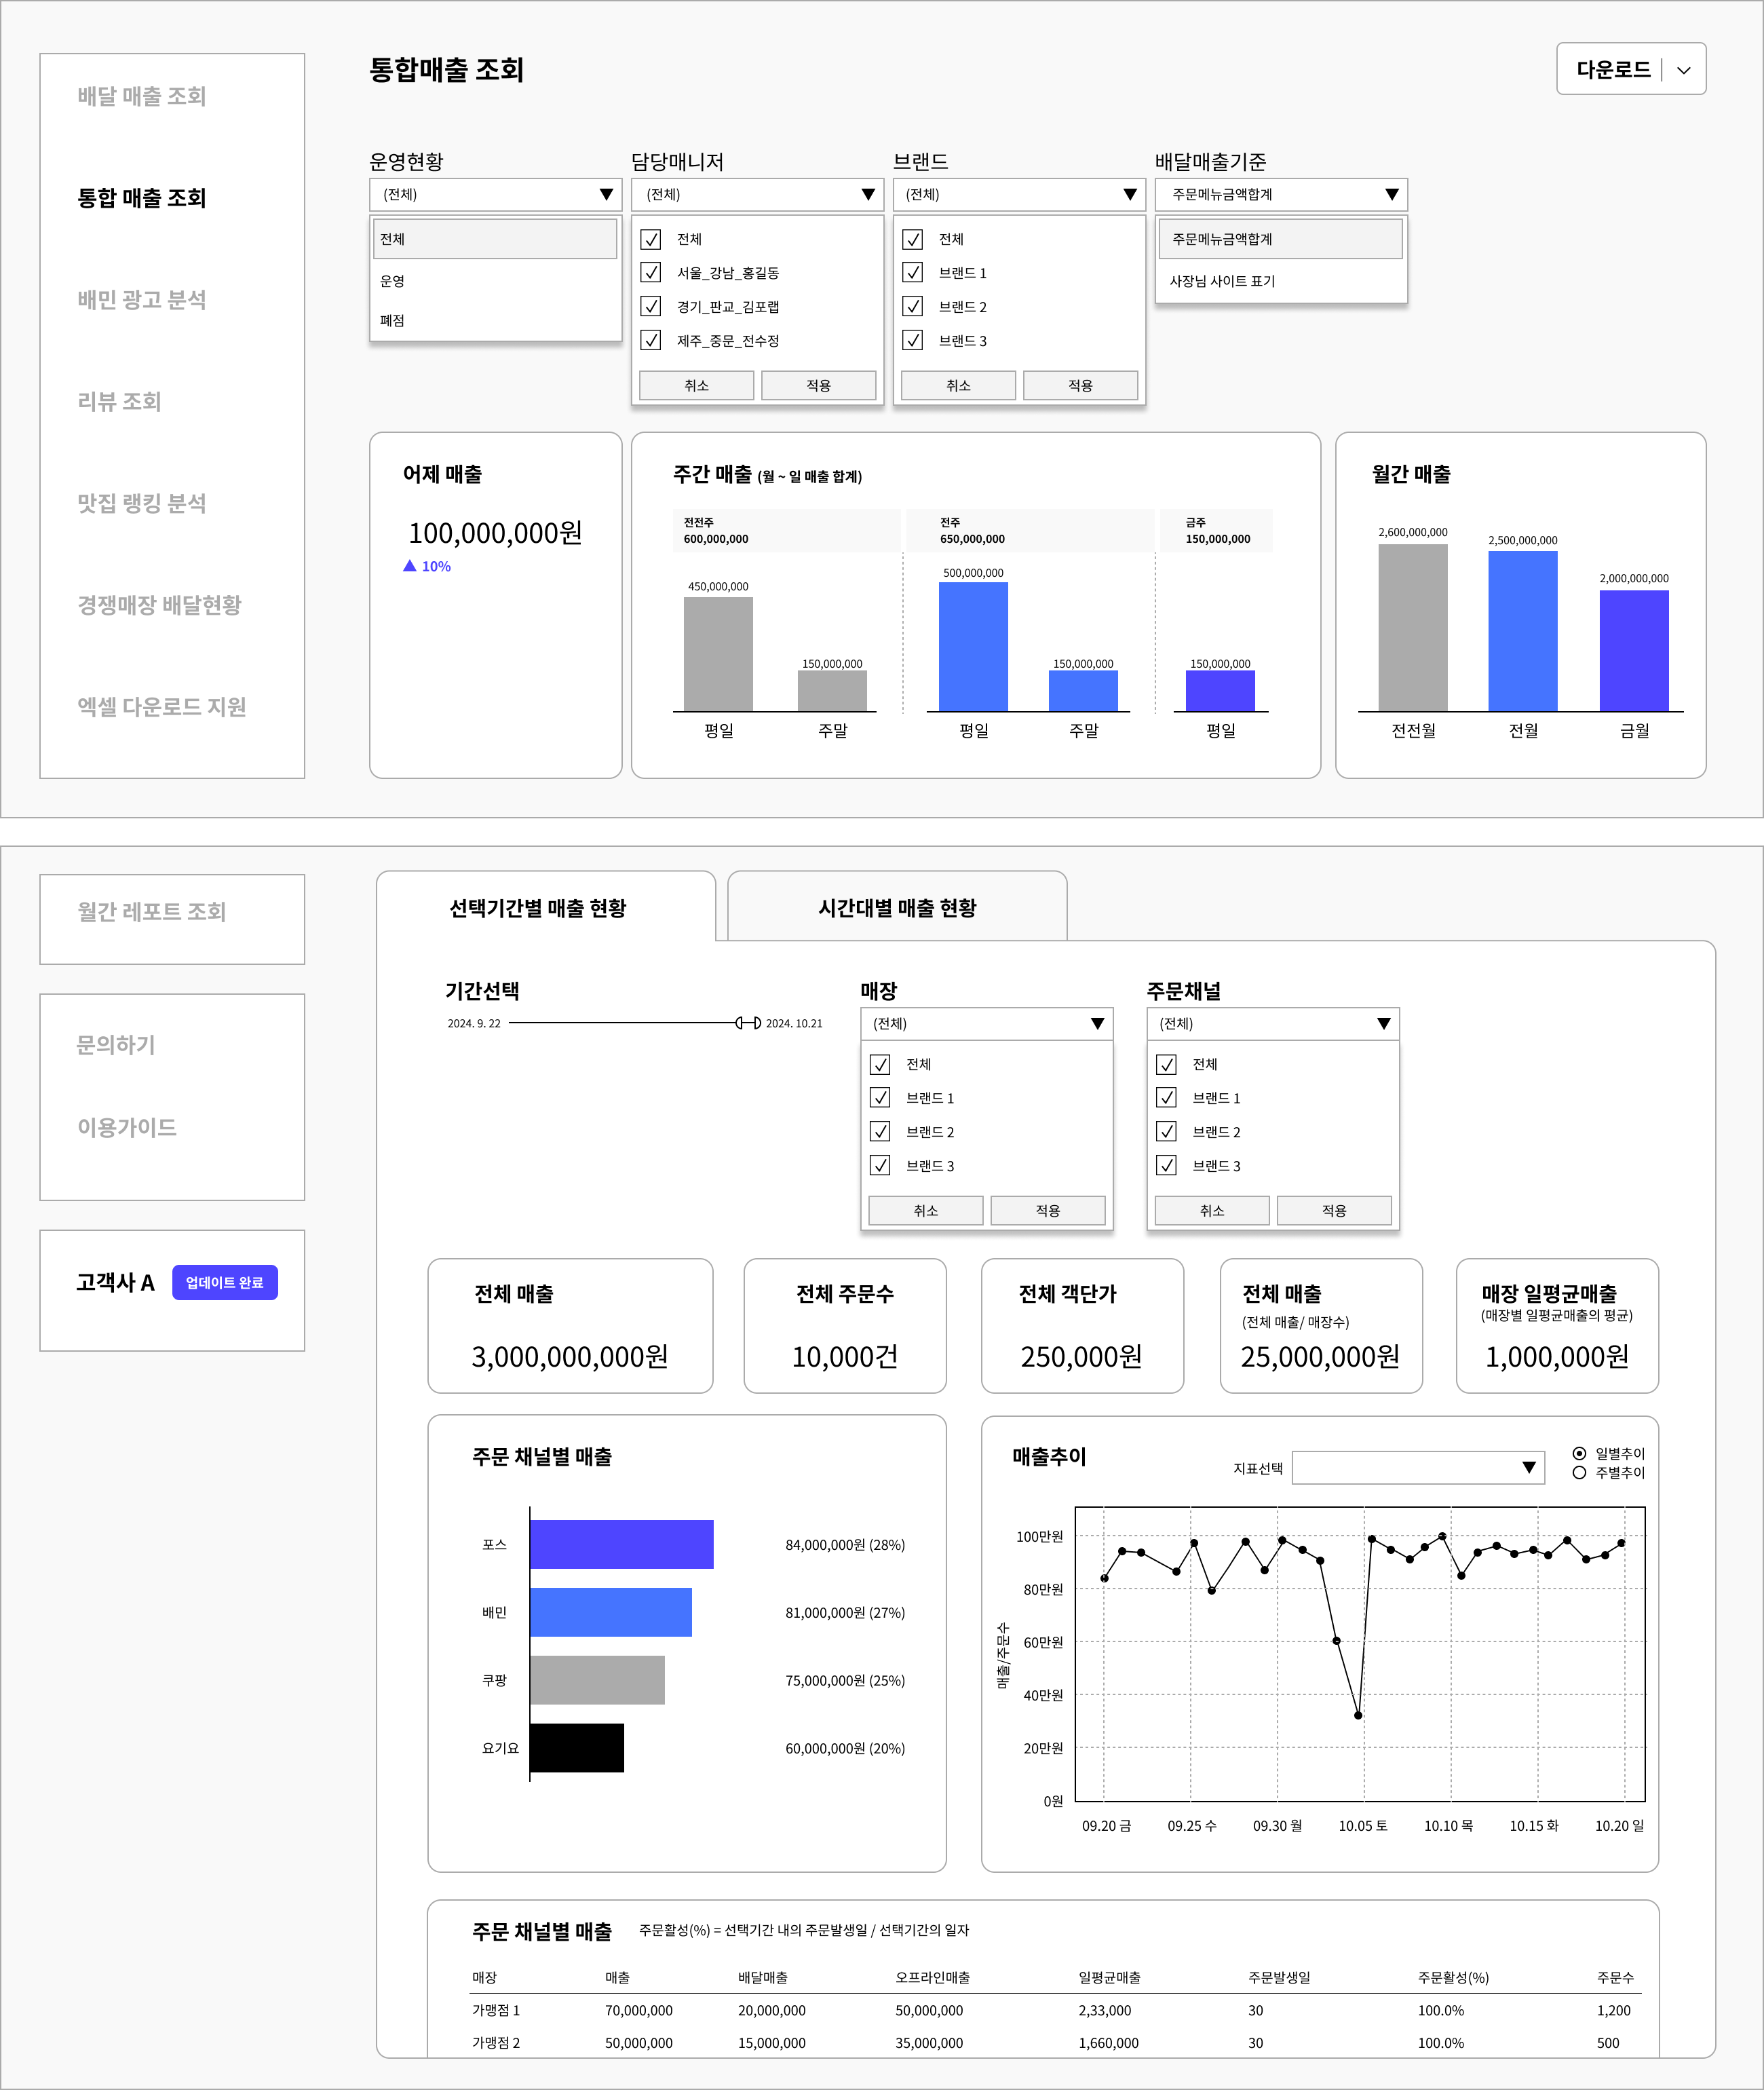 배달 매출 조회
통합 매출 조회
배민 광고 분석
리뷰 조회
맛집 랭킹 분석
경쟁매장 배달현황
엑셀 다운로드 지원
통합매출 조회
다운로드
운영현황
(전체)
전체
운영
폐점
담당매니저
(전체)
전체
서울_강남_홍길동
경기_판교_김포랩
제주_중문_전수정
취소 적용
브랜드
(전체)
전체
브랜드 1
브랜드 2
브랜드 3
취소 적용
배달매출기준
주문메뉴금액합계
주문메뉴금액합계
사장님 사이트 표기
어제 매출
100,000,000원
▲ 10%
주간 매출 (월 ~ 일 매출 합계)
전전주
600,000,000
450,000,000
150,000,000
평일 주말
전주
650,000,000
500,000,000
150,000,000
평일 주말
금주
150,000,000
150,000,000
평일
월간 매출
2,600,000,000
2,500,000,000
2,000,000,000
전전월 전월 금월
월간 레포트 조회
문의하기
이용가이드
고객사 A 업데이트 완료
선택기간별 매출 현황
시간대별 매출 현황
기간선택
2024. 9. 22 2024. 10.21
매장
(전체)
전체
브랜드 1
브랜드 2
브랜드 3
취소 적용
주문채널
(전체)
전체
브랜드 1
브랜드 2
브랜드 3
취소 적용
전체 매출
3,000,000,000원
전체 주문수
10,000건
전체 객단가
250,000원
전체 매출
(전체 매출/ 매장수)
25,000,000원
매장 일평균매출
(매장별 일평균매출의 평균)
1,000,000원
주문 채널별 매출
포스 84,000,000원 (28%)
배민 81,000,000원 (27%)
쿠팡 75,000,000원 (25%)
요기요 60,000,000원 (20%)
매출추이
지표선택
일별추이
주별추이
매출/주문수
100만원
80만원
60만원
40만원
20만원
0원
09.20 금 09.25 수 09.30 월 10.05 토 10.10 목 10.15 화 10.20 일
주문 채널별 매출 주문활성(%) = 선택기간 내의 주문발생일 / 선택기간의 일자
매장 매출 배달매출 오프라인매출 일평균매출 주문발생일 주문활성(%) 주문수
가맹점 1 70,000,000 20,000,000 50,000,000 2,33,000 30 100.0% 1,200
가맹점 2 50,000,000 15,000,000 35,000,000 1,660,000 30 100.0% 500